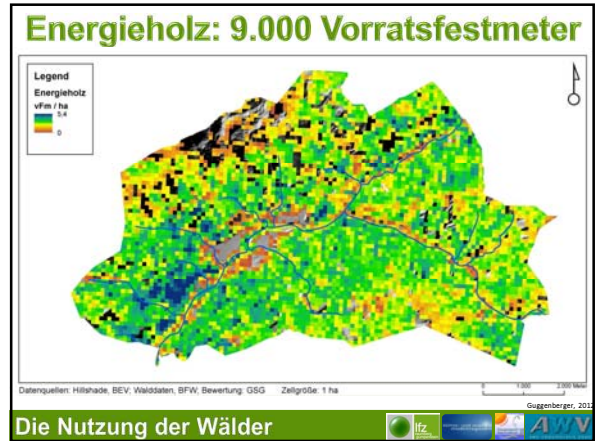 Energieholz: 9.000 Vorratsfestmeter
Legend
Energieholz
vFm / ha
5,4
0
Datenquellen: Hillshade, BEV; Walddaten, BFW, Bewertung: GSG Zellgröße: 1 ha
0 1.000 2.000 Meter
Guggenberger, 2012
Die Nutzung der Wälder
lfz
AWV